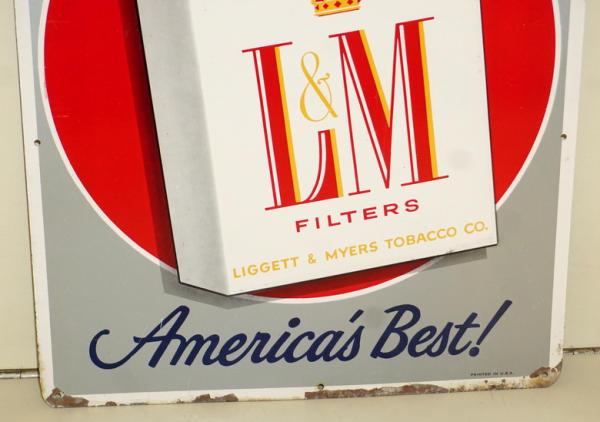 L&M
FILTERS
LIGGETT & MYERS TOBACCO CO.
America's Best!
PRINTED IN U.S.A.